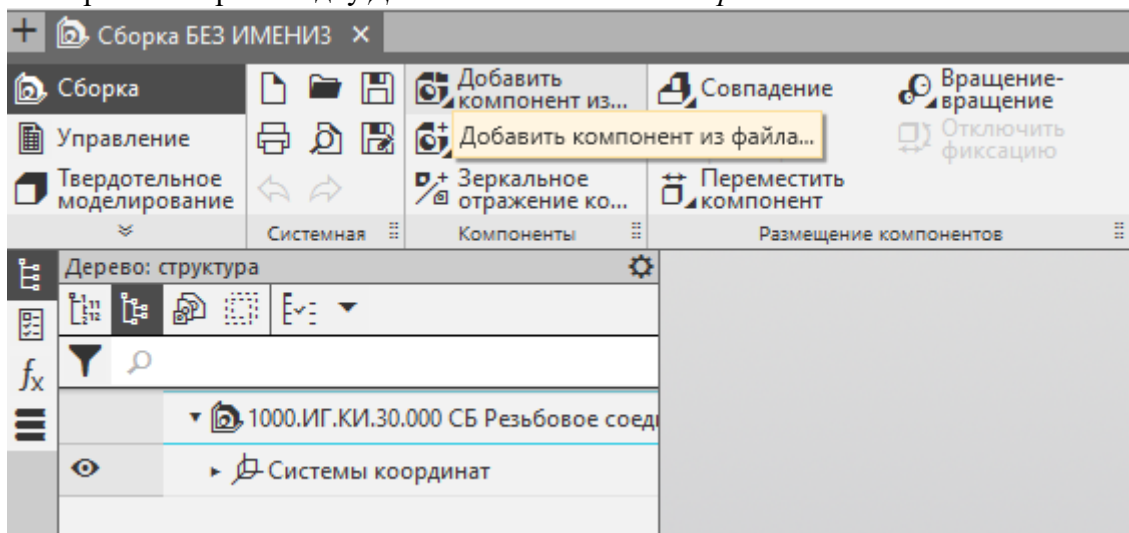 Сборка БЕЗ ИМЕНИ3
Сборка
Управление
Твердотельное
моделирование
Системная
Добавить
компонент из...
Добавить компонент из файла...
Зеркальное
отражение ко...
Компоненты
Совпадение
Вращение-
вращение
Отключить
фиксацию
Переместить
компонент
Размещение компонентов
Дерево: структура
fx
1000.ИГ.КИ.30.000 СБ Резьбовое соеди
Системы координат